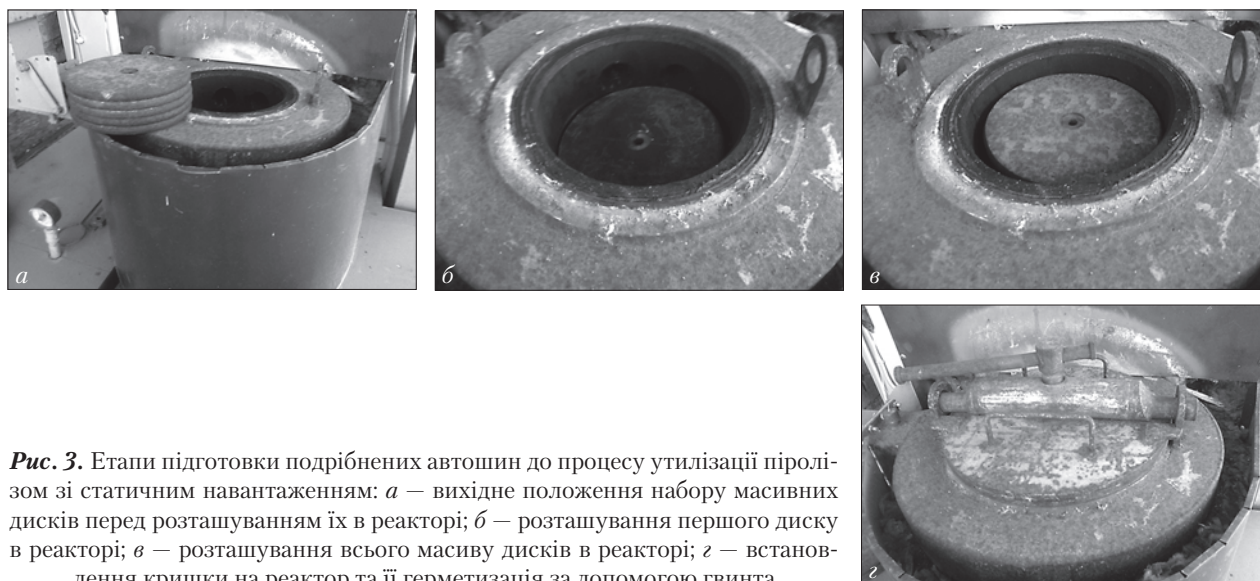 а
б
в
г
Рис. 3. Етапи підготовки подрібнених автошин до процесу утилізації піролі-
зом зі статичним навантаженням: а — вихідне положення набору масивних
дисків перед розташуванням їх в реакторі; б — розташування першого диску
в реакторі; в — розташування всього масиву дисків в реакторі; г — встанов-
лення кришки на реактор та її герметизація за допомогою гвинта